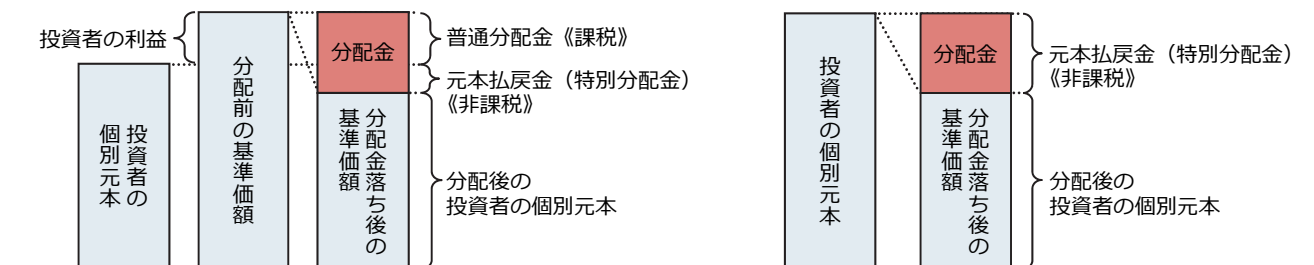 投資者の利益
投資者の
個別元本
分配前の基準価額
分配金
分配金落ち後の
基準価額
普通分配金《課税》
元本払戻金（特別分配金）
《非課税》
分配後の
投資者の個別元本
投資者の個別元本
分配金
分配金落ち後の
基準価額
元本払戻金（特別分配金）
《非課税》
分配後の
投資者の個別元本